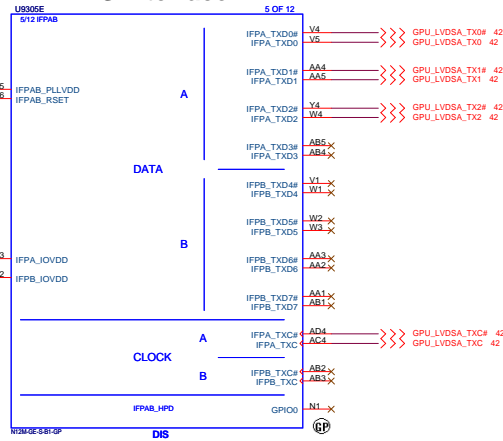 U9305E 5 OF 12
5/12 IFPAB
IFPA_TXD0# V4 GPU_LVDSA_TX0# 42
IFPA_TXD0 V5 GPU_LVDSA_TX0 42
IFPA_TXD1# AA4 GPU_LVDSA_TX1# 42
IFPA_TXD1 AA5 GPU_LVDSA_TX1 42
5 IFPAB_PLLVDD
6 IFPAB_RSET
A
IFPA_TXD2# Y4 GPU_LVDSA_TX2# 42
IFPA_TXD2 W4 GPU_LVDSA_TX2 42
IFPA_TXD3# AB5
IFPA_TXD3 AB4
DATA
IFPB_TXD4# V1
IFPB_TXD4 W1
IFPB_TXD5# W2
IFPB_TXD5 W3
B
3 IFPA_IOVDD
IFPB_TXD6# AA3
IFPB_TXD6 AA2
2 IFPB_IOVDD
IFPB_TXD7# AA1
IFPB_TXD7 AB1
A
IFPA_TXC# AD4 GPU_LVDSA_TXC# 42
IFPA_TXC AC4 GPU_LVDSA_TXC 42
CLOCK
B
IFPB_TXC# AB2
IFPB_TXC AB3
IFPAB_HPD
GPIO0 N1
N12M-GE-S-B1-GP
DIS
GP